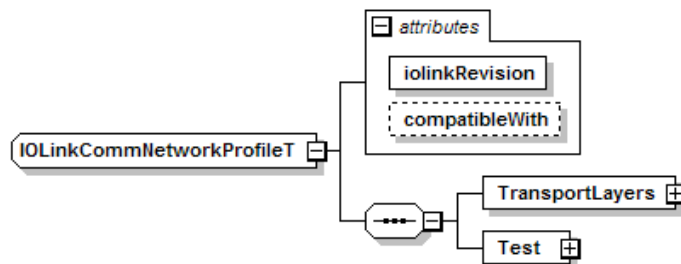 attributes
iolinkRevision
compatibleWith
IOLinkCommNetworkProfileT
TransportLayers
Test